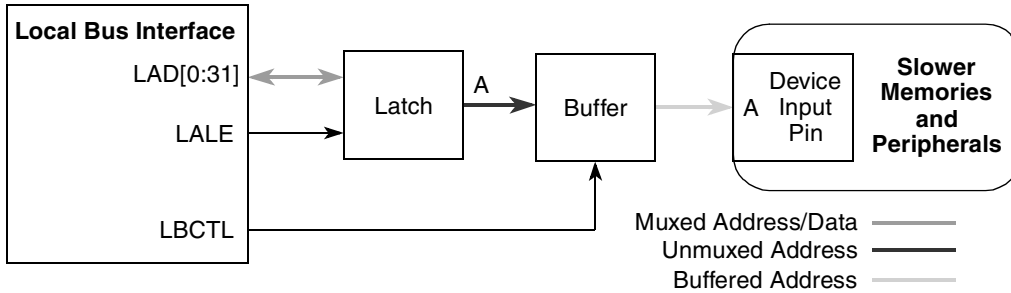 Local Bus Interface
LAD[0:31]
LALE
LBCTL
Latch
A
Buffer
A
Device
Input
Pin
Slower
Memories
and
Peripherals
Muxed Address/Data
Unmuxed Address
Buffered Address